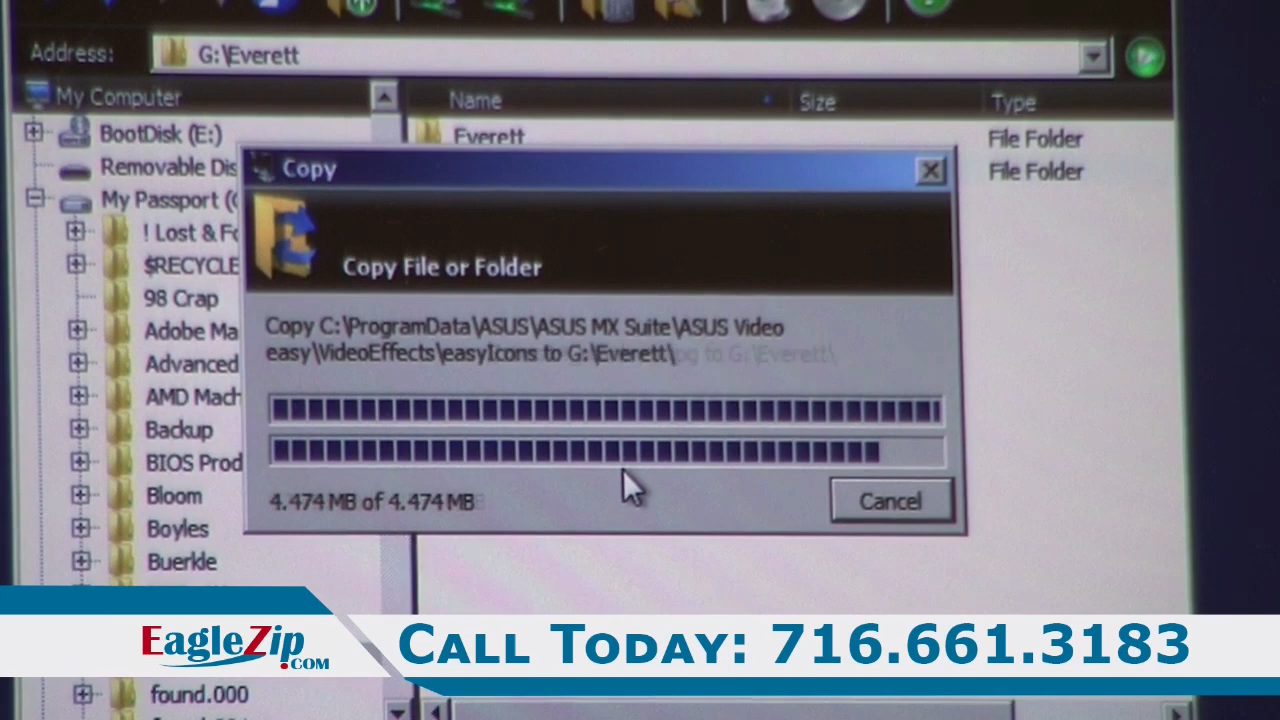 Address: G:\Everett
My Computer
Name Size Type
BootDisk (E:)
Everett File Folder
Removable Dis
File Folder
My Passport (
! Lost & Fo
$RECYCLE
98 Crap
Adobe Ma
Advanced
AMD Mach
Backup
BIOS Prod
Bloom
Boyles
Buerkle
found.000
Copy
Copy File or Folder
Copy C:\ProgramData\ASUS\ASUS MX Suite\ASUS Video
easy\VideoEffects\easyIcons to G:\Everett\
4.474 MB of 4.474 MB
Cancel
EagleZip.com
Call Today: 716.661.3183